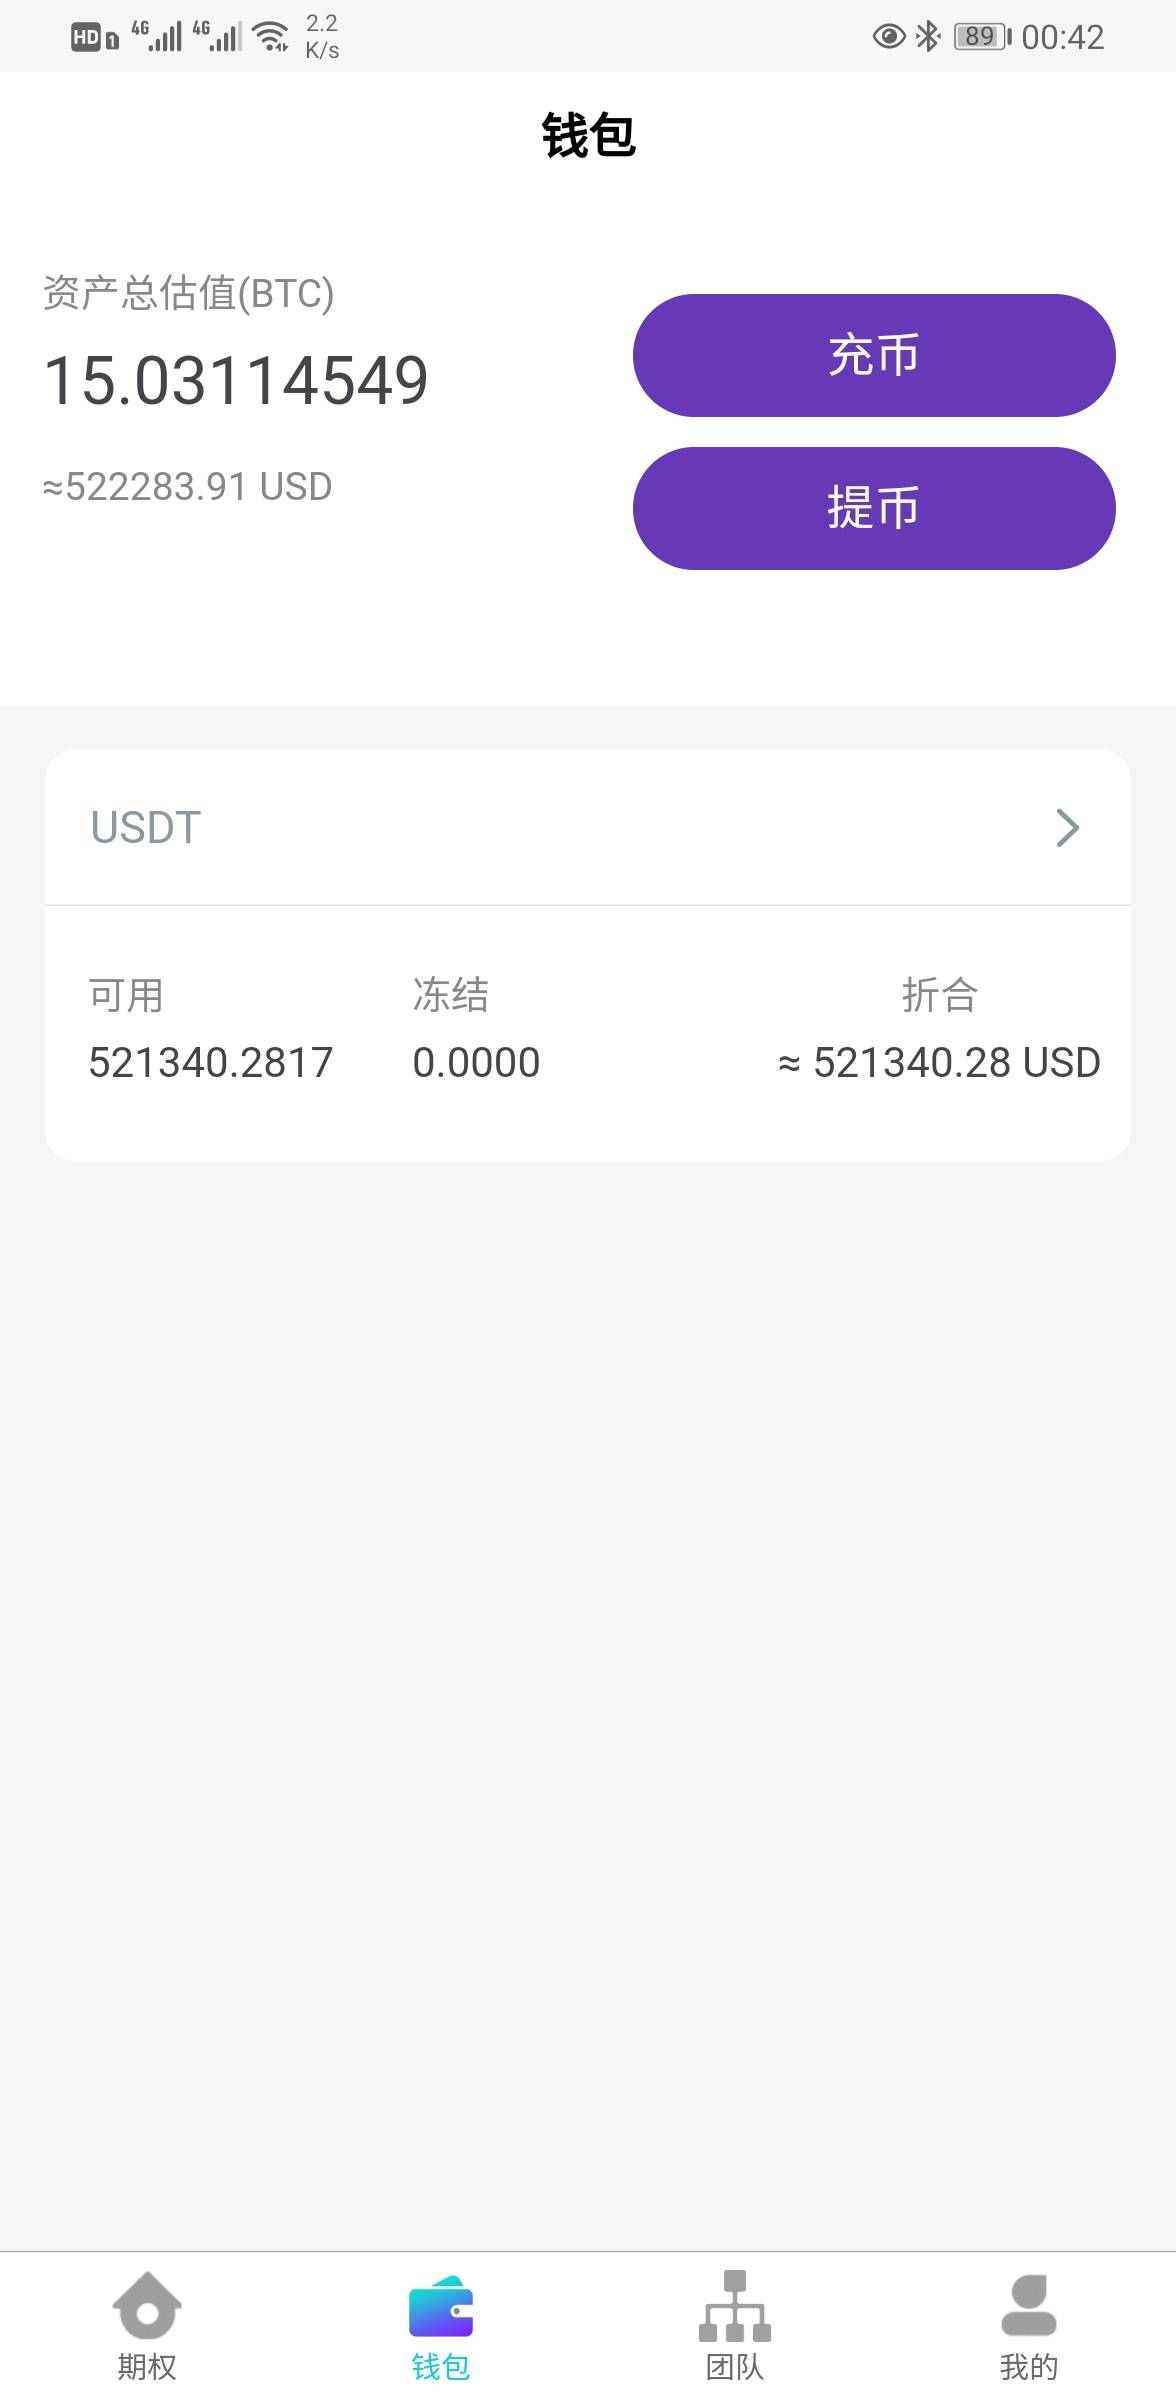 HD 1 4G 4G 2.2 K/s 89 00:42
钱包
资产总估值(BTC)
15.03114549
≈522283.91 USD
充币
提币
USDT
可用 冻结 折合
521340.2817 0.0000 ≈ 521340.28 USD
期权 钱包 团队 我的